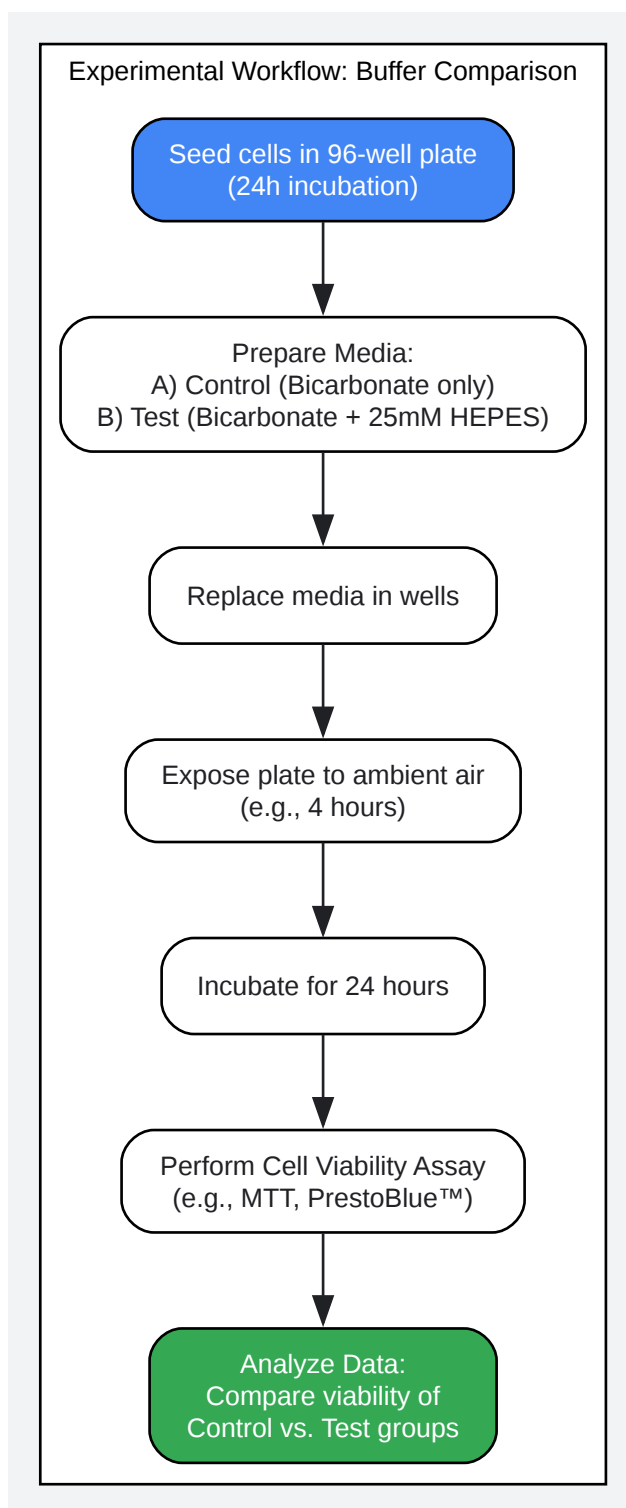 Experimental Workflow: Buffer Comparison
Seed cells in 96-well plate
(24h incubation)
Prepare Media:
A) Control (Bicarbonate only)
B) Test (Bicarbonate + 25mM HEPES)
Replace media in wells
Expose plate to ambient air
(e.g., 4 hours)
Incubate for 24 hours
Perform Cell Viability Assay
(e.g., MTT, PrestoBlue™)
Analyze Data:
Compare viability of
Control vs. Test groups